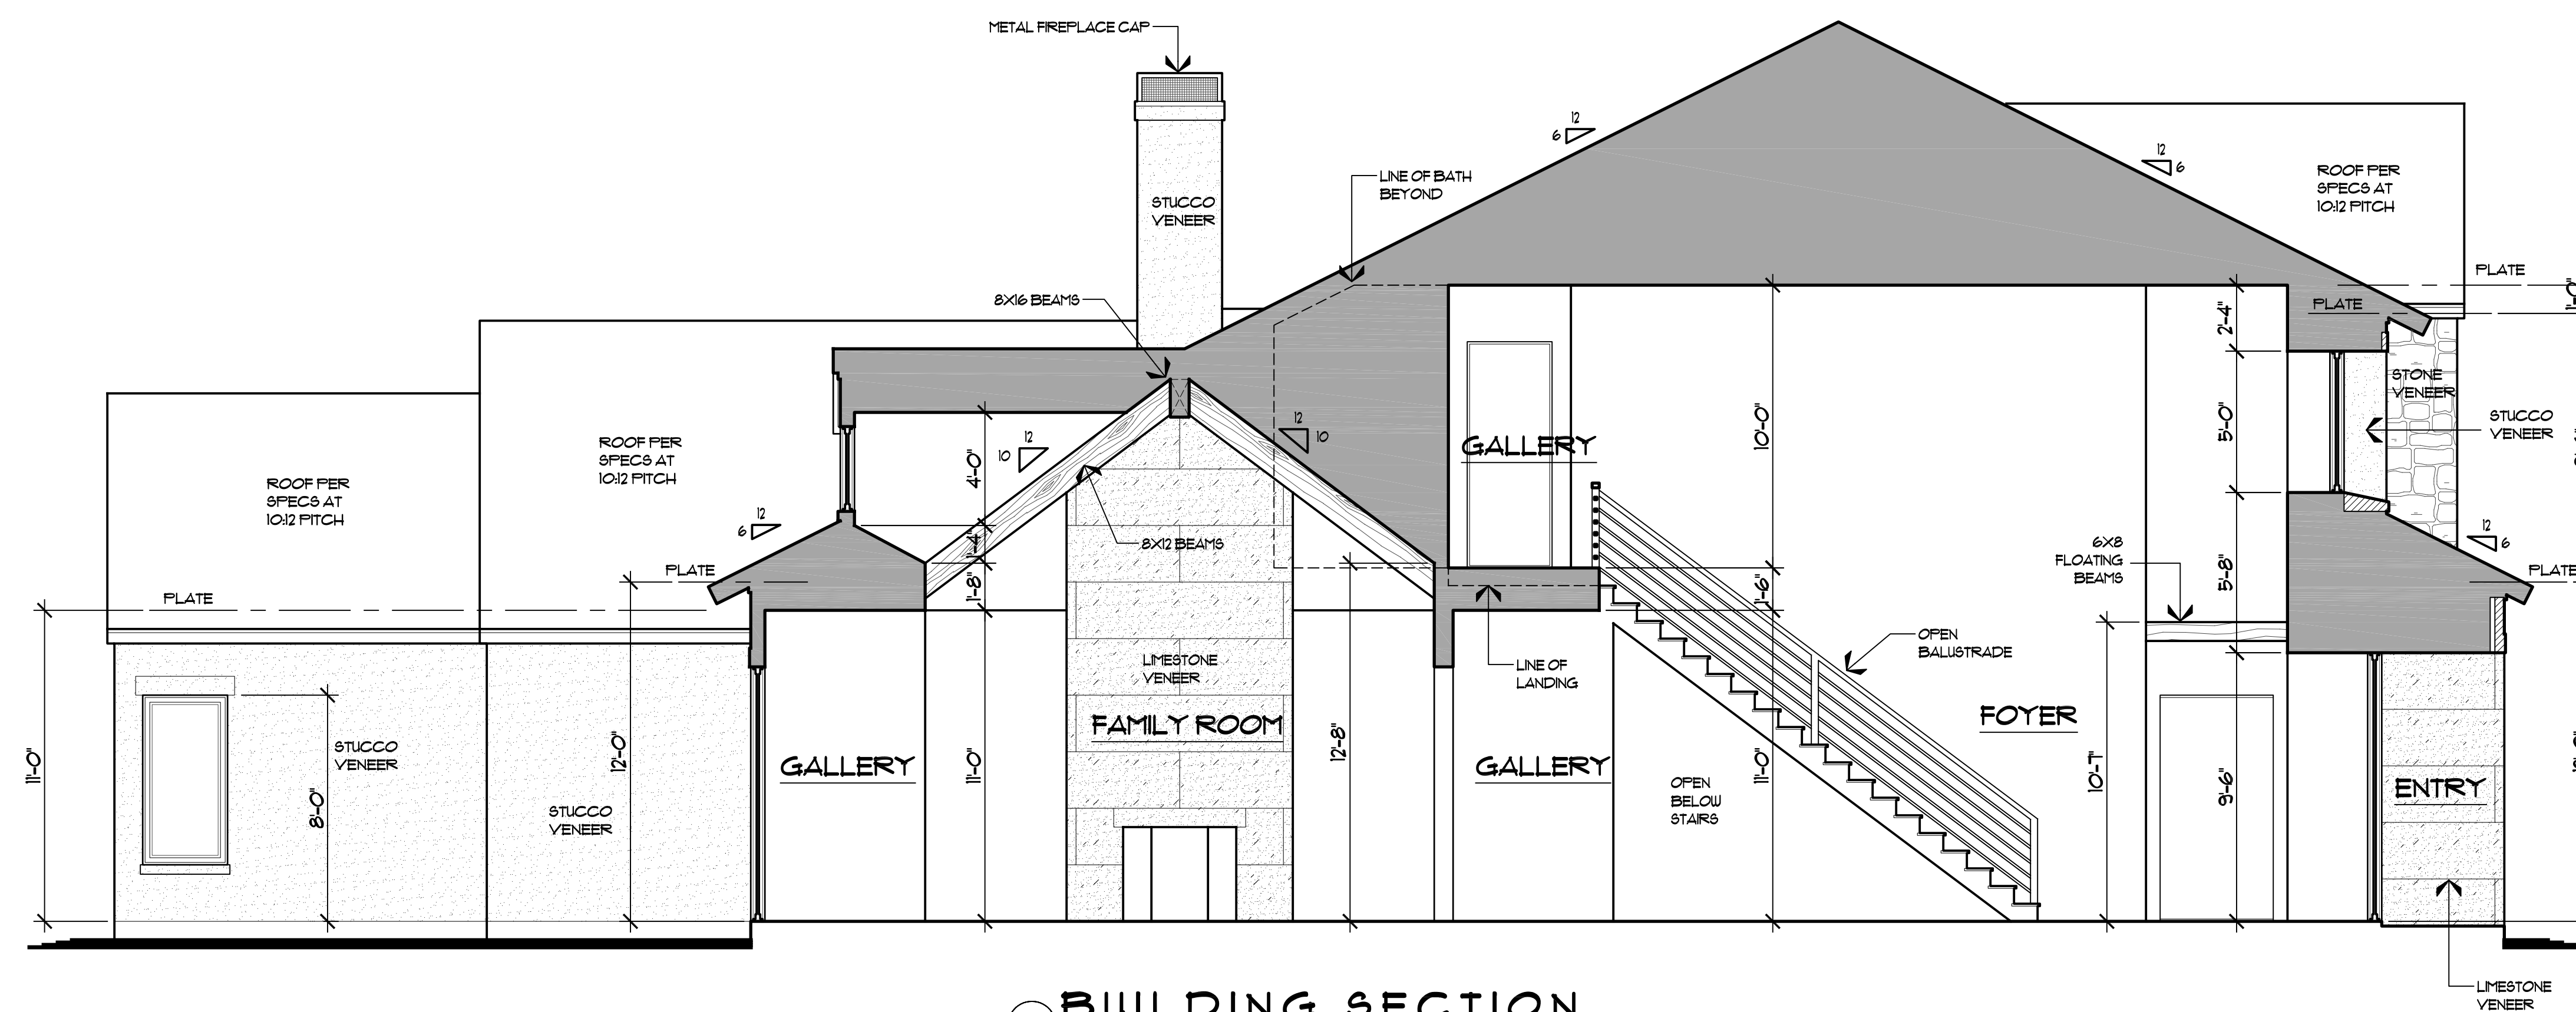 METAL FIREPLACE CAP
12
6
12
6
ROOF PER
SPECS AT
10:12 PITCH
LINE OF BATH
BEYOND
STUCCO
VENEER
PLATE
PLATE
1'-0"
8X16 BEAMS
2'-4"
STONE
VENEER
STUCCO
VENEER
5'-0"
12
10
12
10
GALLERY
10'-0"
4'-0"
ROOF PER
SPECS AT
10:12 PITCH
ROOF PER
SPECS AT
10:12 PITCH
12
6
8X12 BEAMS
1'-4"
1'-8"
PLATE
PLATE
6X8
FLOATING
BEAMS
5'-8"
12
6
PLATE
1'-6"
OPEN
BALUSTRADE
LINE OF
LANDING
LIMESTONE
VENEER
FAMILY ROOM
FOYER
STUCCO
VENEER
STUCCO
VENEER
11'-0"
8'-0"
12'-0"
GALLERY
11'-0"
12'-8"
GALLERY
OPEN
BELOW
STAIRS
11'-0"
10'-7"
9'-6"
ENTRY
LIMESTONE
VENEER
BUILDING SECTION